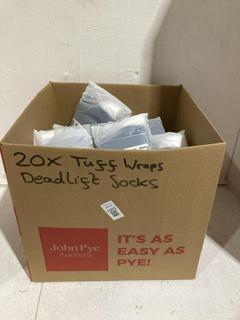 20x Tuff Wraps
Deadlift Socks
John Pye
Auctions
IT'S AS
EASY AS
PYE!